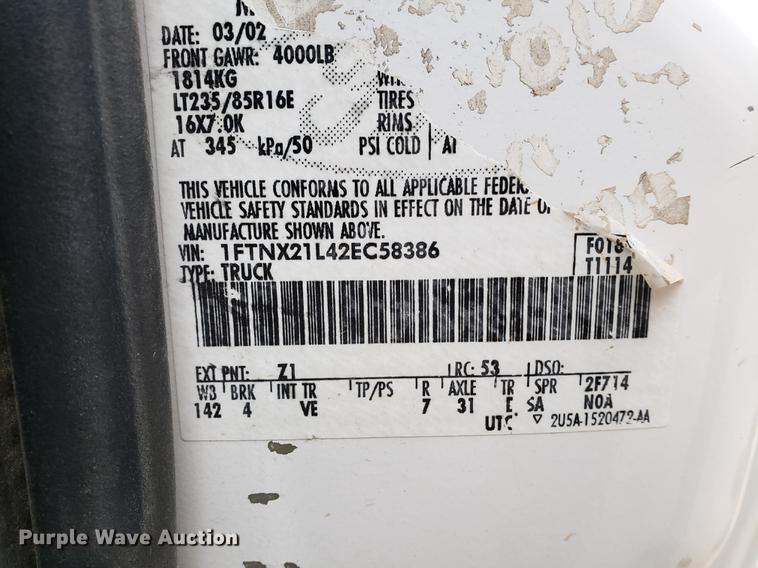 DATE: 03/02
FRONT GAWR: 4000LB
1814KG
LT235/85R16E TIRES
16X7.0K RIMS
AT 345 kPa/50 PSI COLD
THIS VEHICLE CONFORMS TO ALL APPLICABLE
VEHICLE SAFETY STANDARDS IN EFFECT ON THE DATE
MANUFACTURE SHOWN ABOVE.
VIN: 1FTNX21L42EC58386
TYPE: TRUCK T1114
EXT PNT: Z1 RC: 53 DSO:
WB BRK INT TR TP/PS R AXLE TR SPR 2F714
142 4 VE 7 31 E SA NOA
▽ 2U5A-1520472-AA
Purple Wave Auction